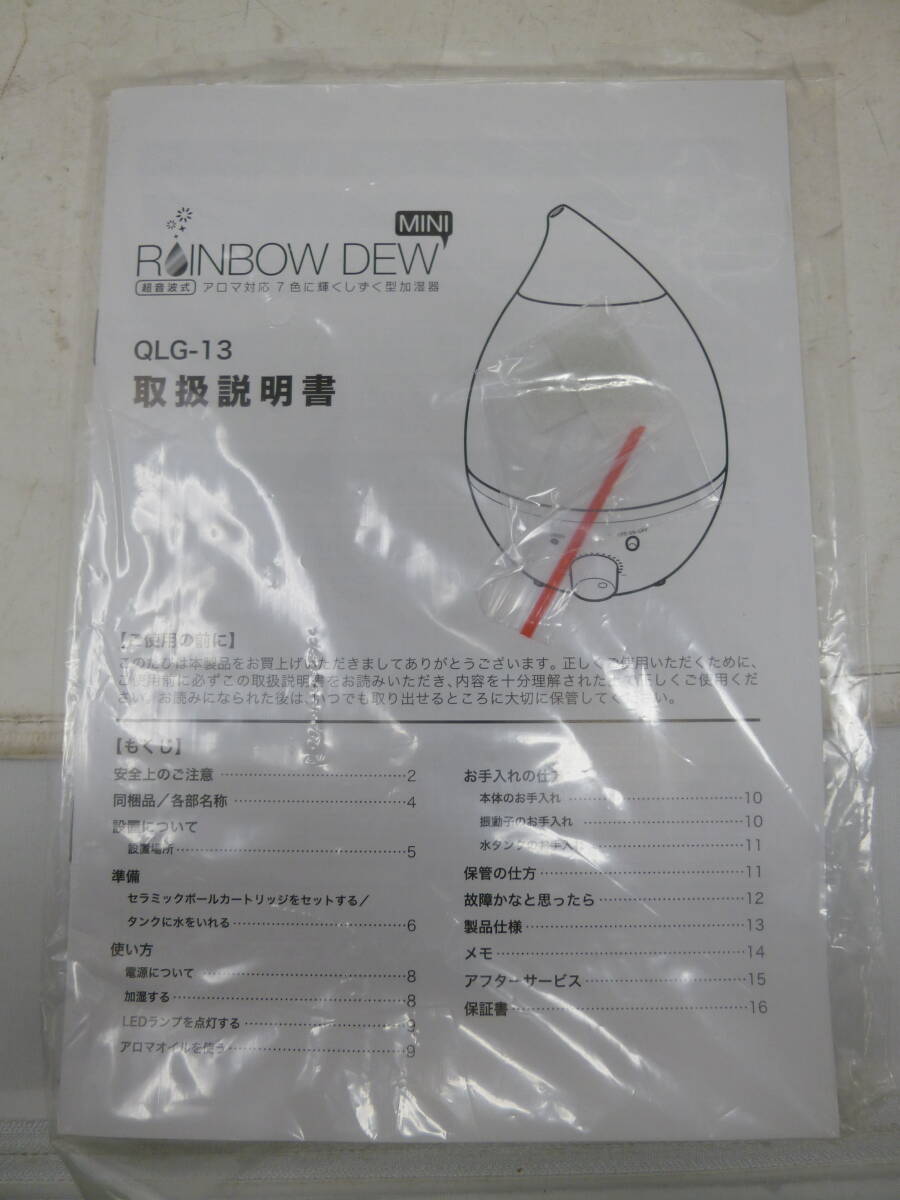 MINI
RAINBOW DEW
超音波式 アロマ対応 7色に輝くしずく型加湿器
QLG-13
取扱説明書
【ご使用の前に】
このたびは本製品をお買上げいただきましてありがとうございます。正しくご使用いただくために、
ご使用前に必ずこの取扱説明書をお読みいただき、内容を十分理解された上で正しくご使用くだ
さい。お読みになられた後は、いつでも取り出せるところに大切に保管してください。
【もくじ】
安全上のご注意 2
同梱品/各部名称 4
設置について
設置場所 5
準備
セラミックボールカートリッジをセットする/
タンクに水をいれる 6
使い方
電源について 8
加湿する 8
LEDランプを点灯する 9
アロマオイルを使う 9
お手入れの仕方
本体のお手入れ 10
振動子のお手入れ 10
水タンクのお手入れ 11
保管の仕方 11
故障かなと思ったら 12
製品仕様 13
メモ 14
アフターサービス 15
保証書 16